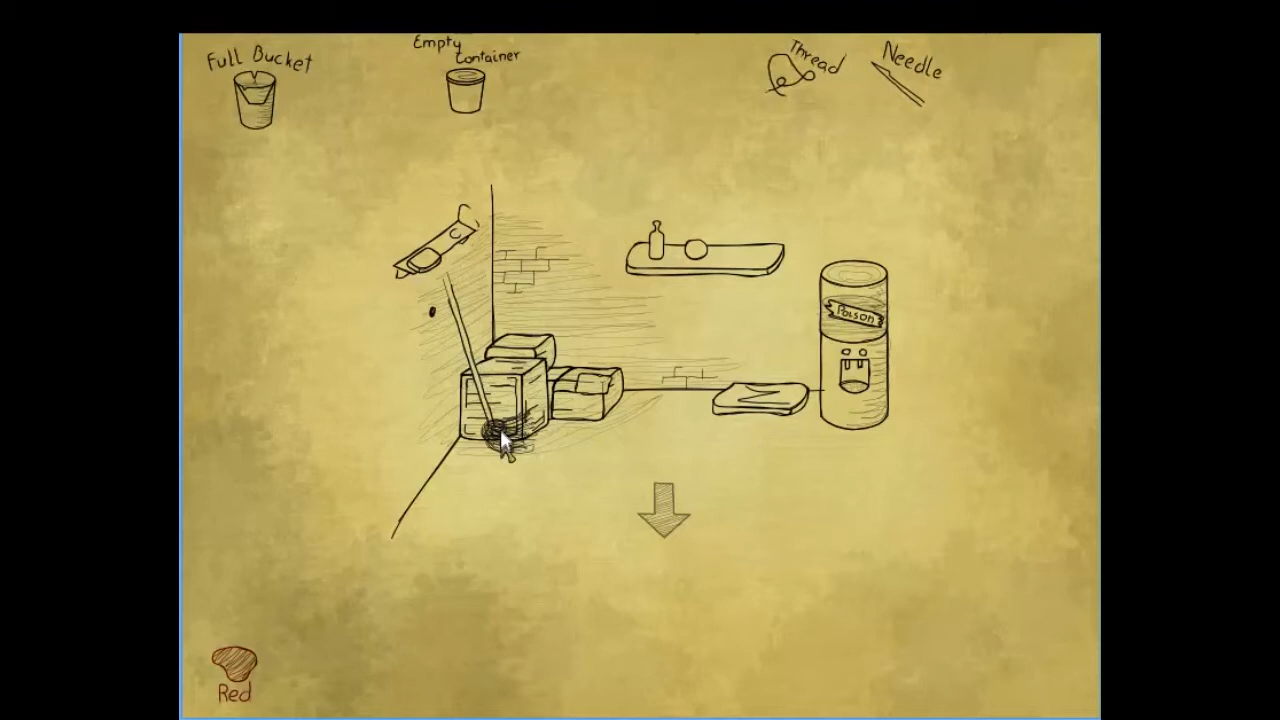 Full Bucket
Empty
Container
Thread
Needle
Poison
Red